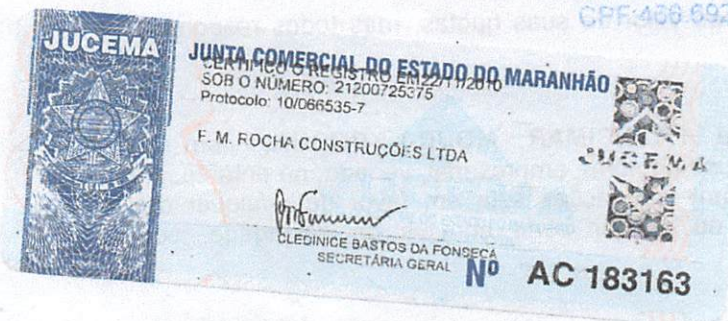 CPF:466.697
JUCEMA
JUNTA COMERCIAL DO ESTADO DO MARANHÃO
CERTIFICO O REGISTRO EM 22/11/2010
SOB O NÚMERO: 21200725375
Protocolo: 10/066535-7
F. M. ROCHA CONSTRUÇÕES LTDA
JUCEMA
CLEDINICE BASTOS DA FONSECA
SECRETÁRIA GERAL
Nº AC 183163